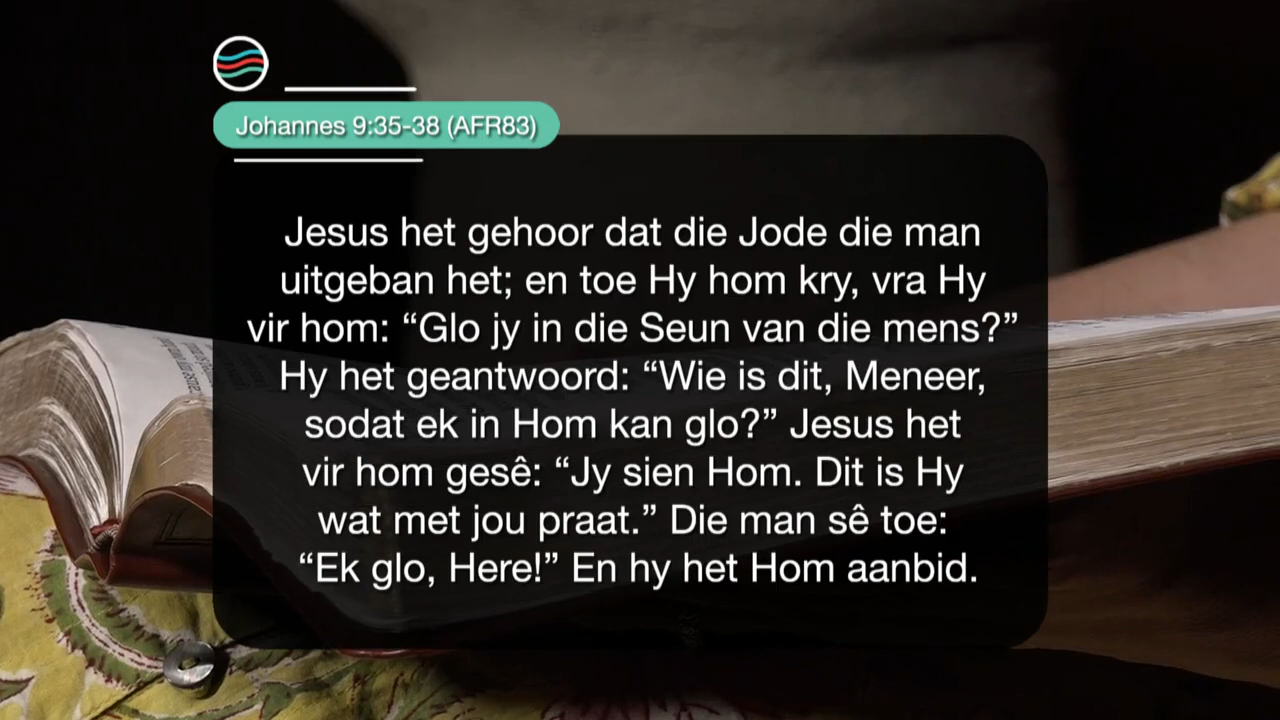 Johannes 9:35-38 (AFR83)
Jesus het gehoor dat die Jode die man
uitgeban het; en toe Hy hom kry, vra Hy
vir hom: “Glo jy in die Seun van die mens?”
Hy het geantwoord: “Wie is dit, Meneer,
sodat ek in Hom kan glo?” Jesus het
vir hom gesê: “Jy sien Hom. Dit is Hy
wat met jou praat.” Die man sê toe:
“Ek glo, Here!” En hy het Hom aanbid.